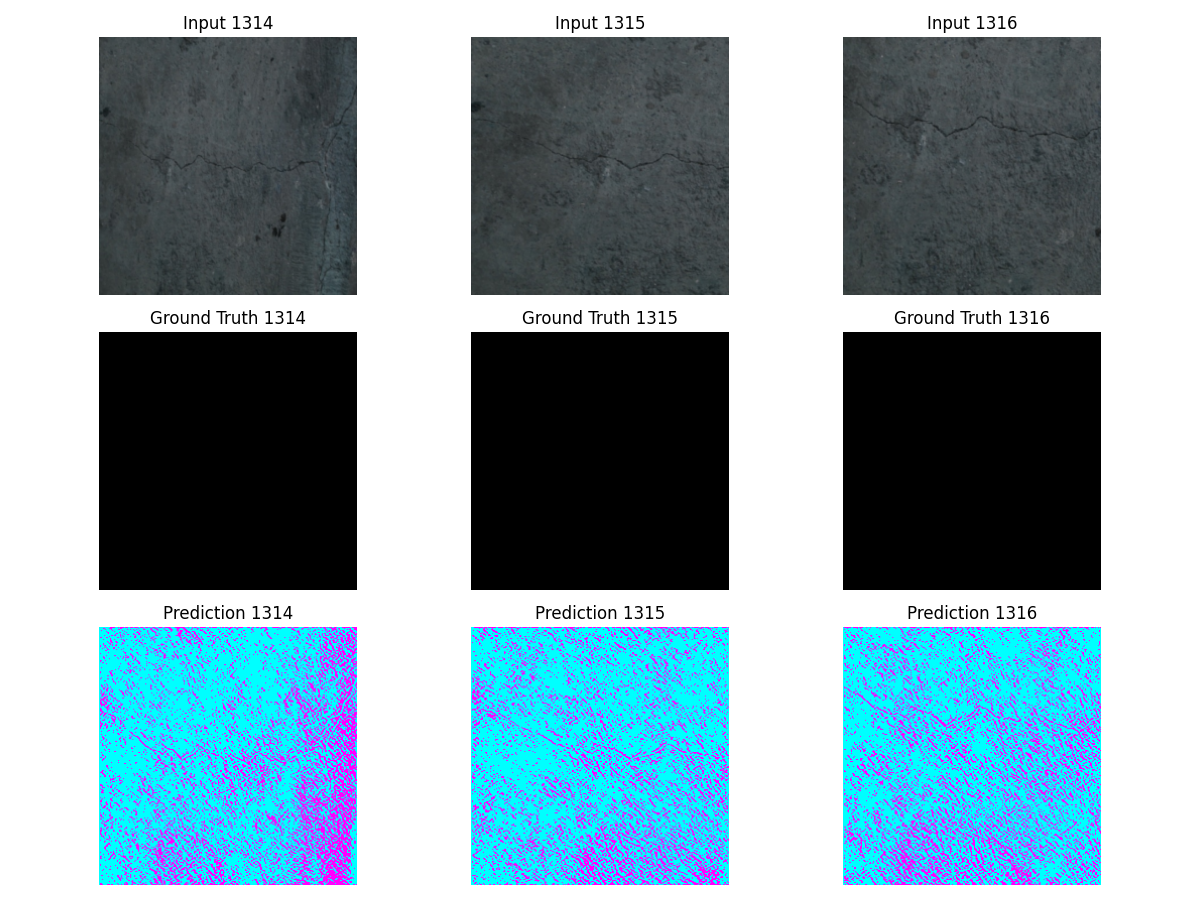 Input 1314
Input 1315
Input 1316
Ground Truth 1314
Ground Truth 1315
Ground Truth 1316
Prediction 1314
Prediction 1315
Prediction 1316